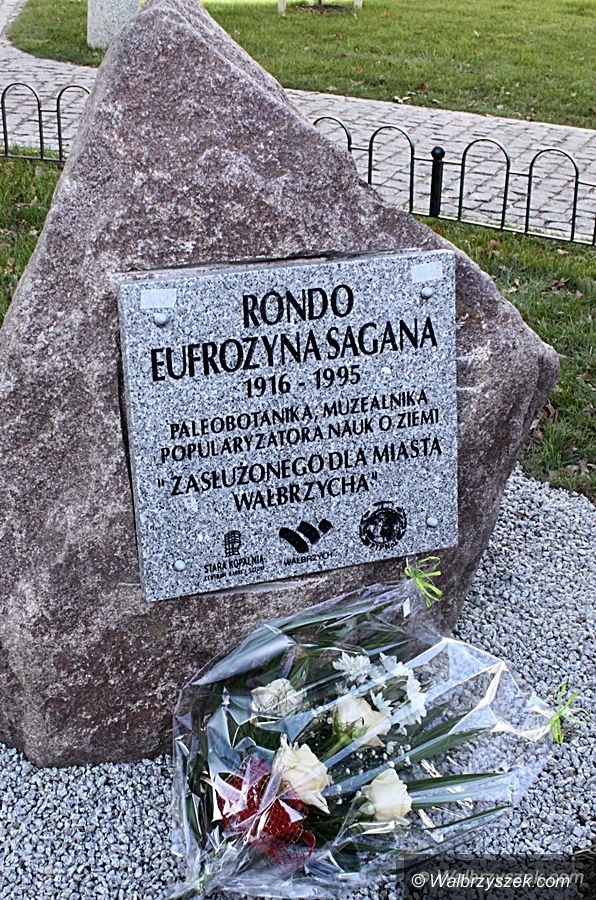 RONDO
EUFROZYNA SAGANA
1916 - 1995
PALEOBOTANIKA, MUZEALNIKA
POPULARYZATORA NAUK O ZIEMI
"ZASŁUŻONEGO DLA MIASTA
WAŁBRZYCHA"
STARA KOPALNIA
WAŁBRZYCH
©Walbrzyszek.com